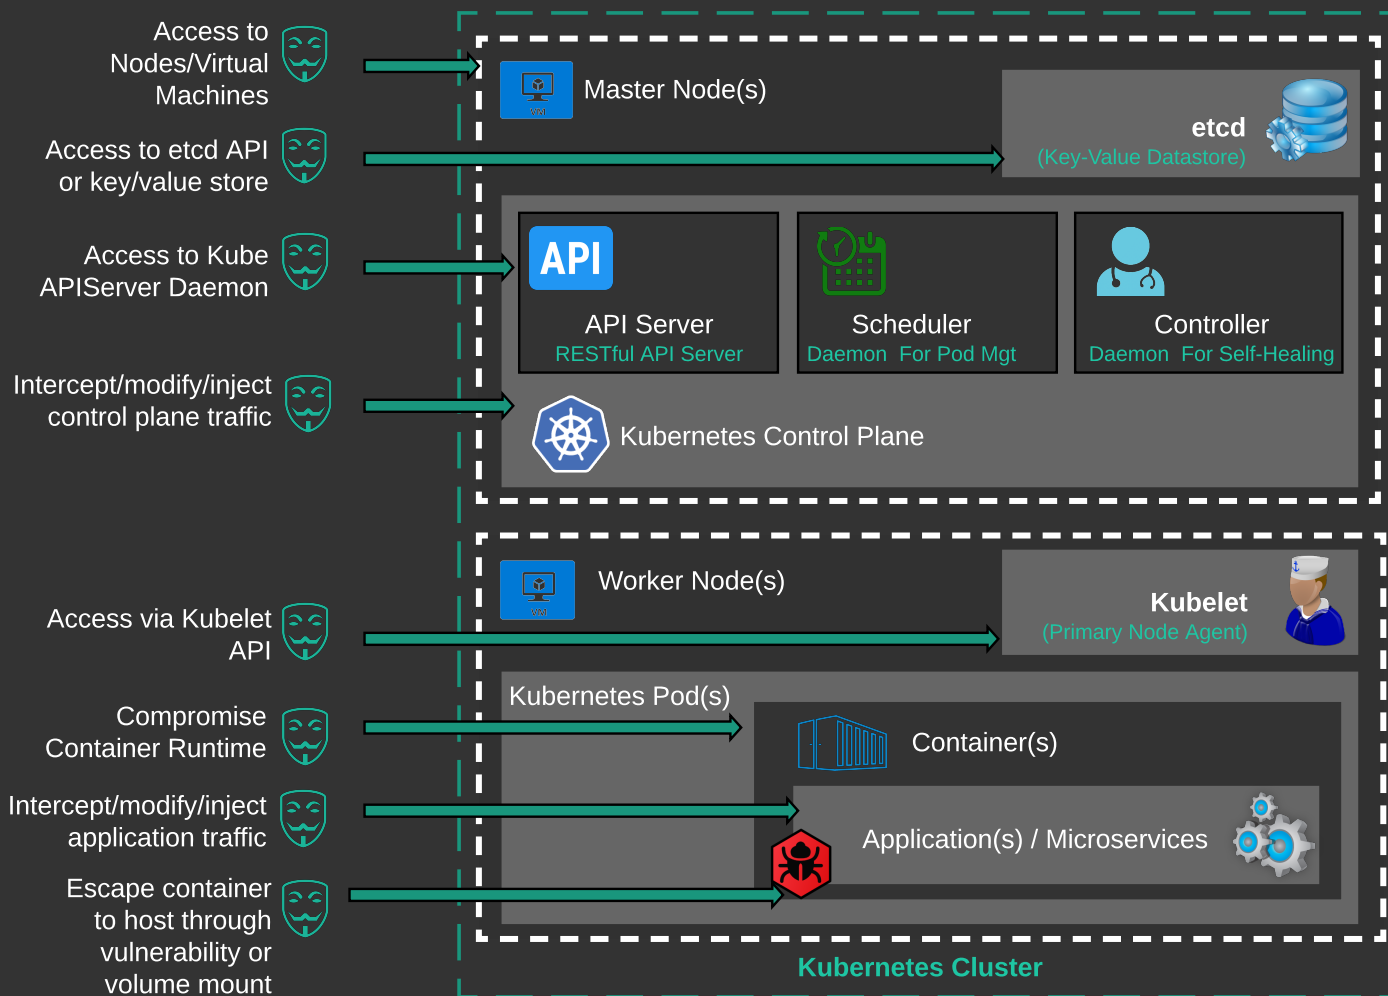 Access to
Nodes/Virtual
Machines
Access to etcd API
or key/value store
Access to Kube
APIServer Daemon
Intercept/modify/inject
control plane traffic
Access via Kubelet
API
Compromise
Container Runtime
Intercept/modify/inject
application traffic
Escape container
to host through
vulnerability or
volume mount
VM
Master Node(s)
etcd
(Key-Value Datastore)
API
API Server
RESTful API Server
Scheduler
Daemon For Pod Mgt
Controller
Daemon For Self-Healing
Kubernetes Control Plane
VM
Worker Node(s)
Kubelet
(Primary Node Agent)
Kubernetes Pod(s)
Container(s)
Application(s) / Microservices
Kubernetes Cluster